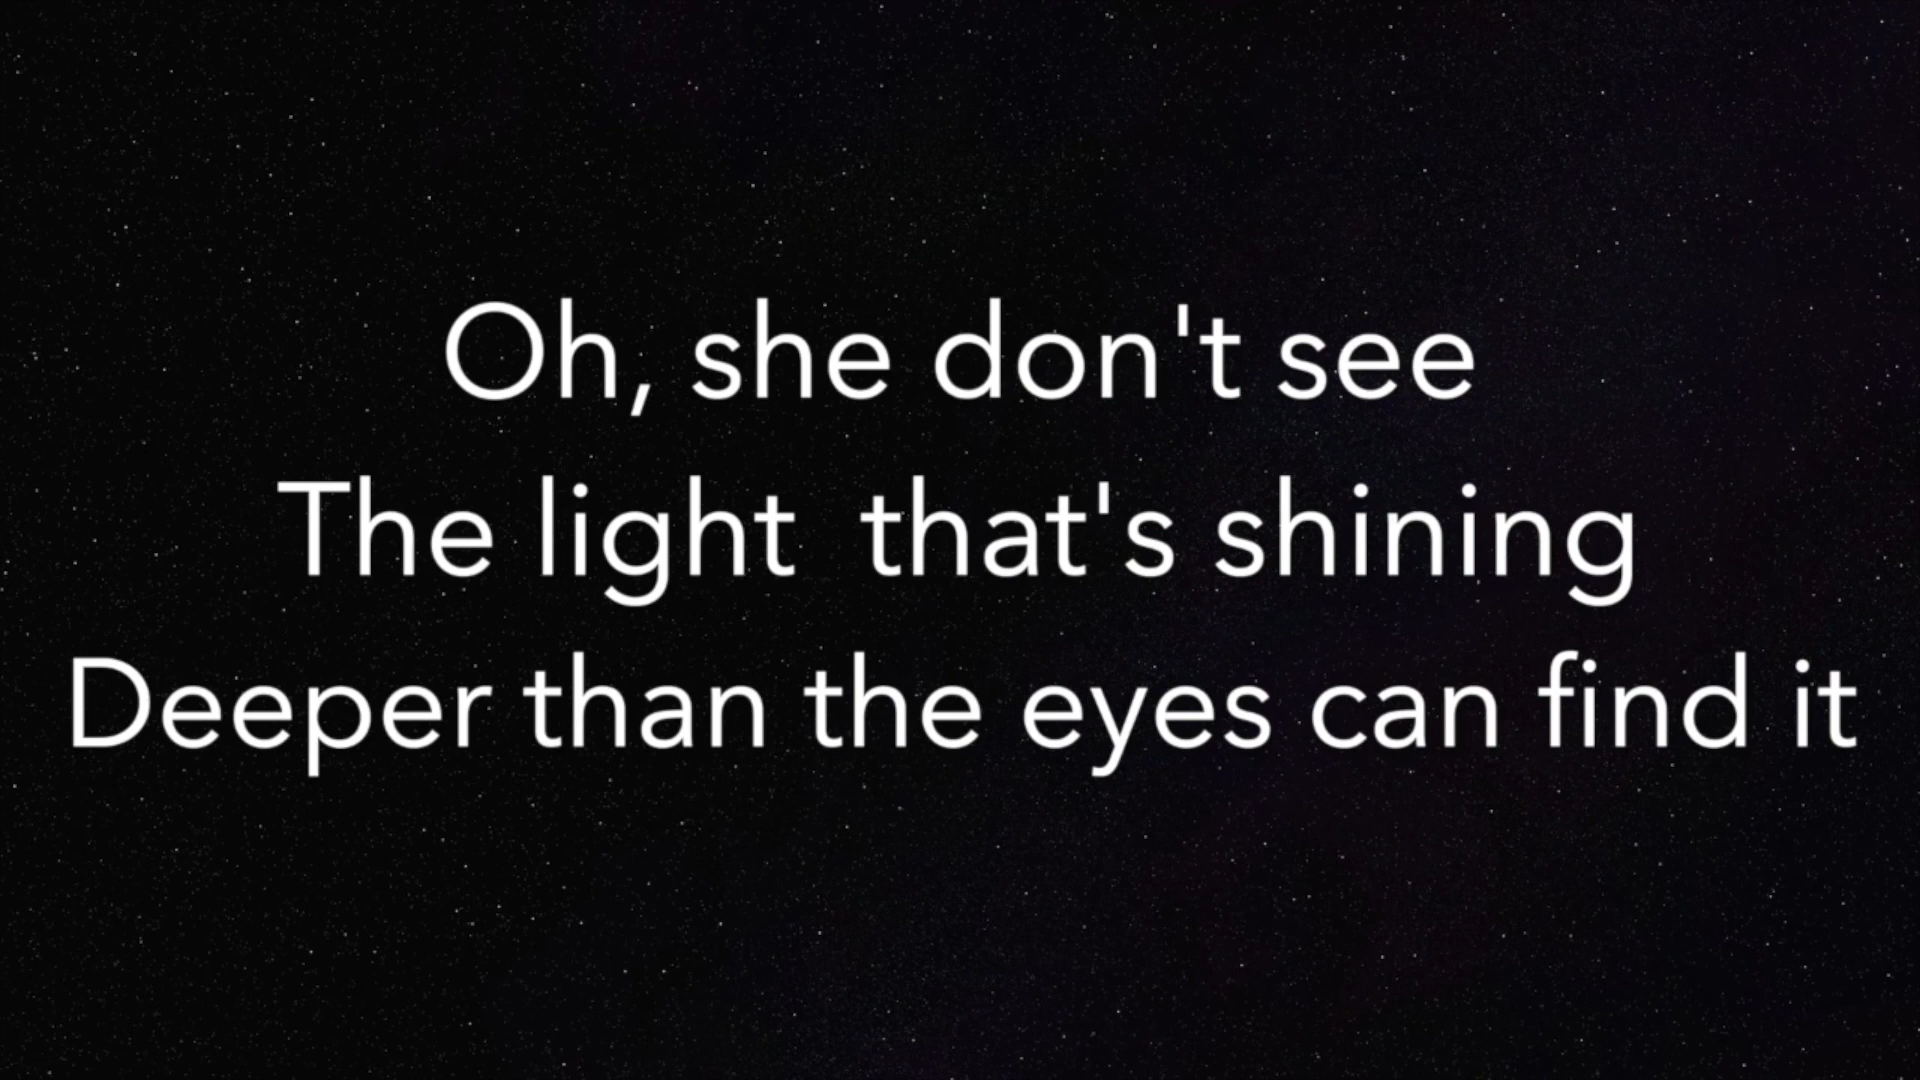 Oh, she don't see
The light  that's shining
Deeper than the eyes can find it